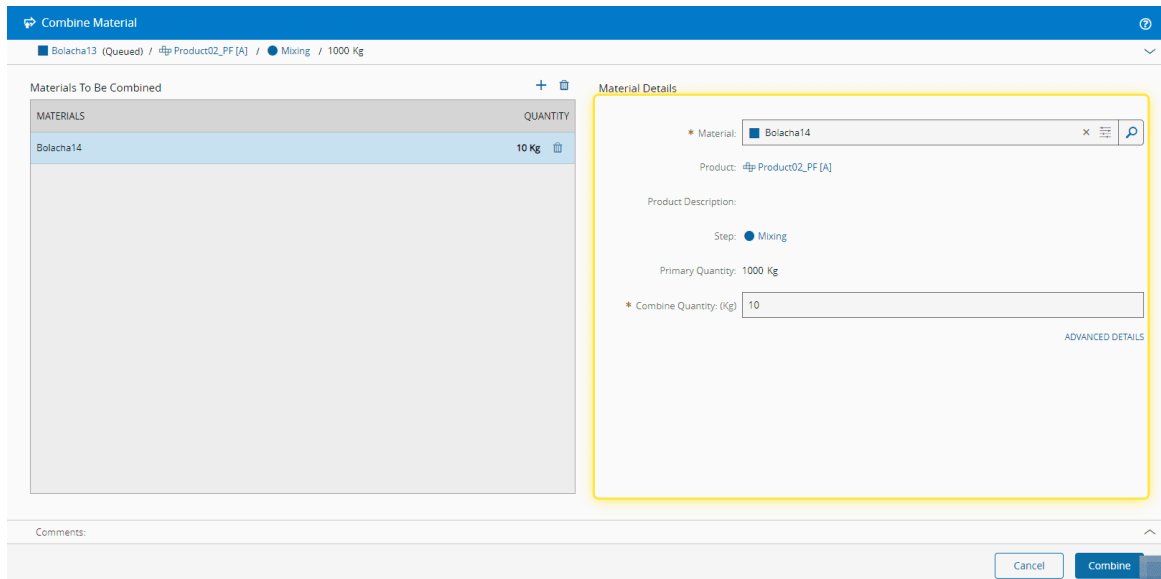 Combine Material
Bolacha13 (Queued) / Product02_PF [A] / Mixing / 1000 Kg
Materials To Be Combined
MATERIALS QUANTITY
Bolacha14 10 Kg
Material Details
* Material: Bolacha14
Product: Product02_PF [A]
Product Description:
Step: Mixing
Primary Quantity: 1000 Kg
* Combine Quantity: (Kg) 10
ADVANCED DETAILS
Comments:
Cancel Combine